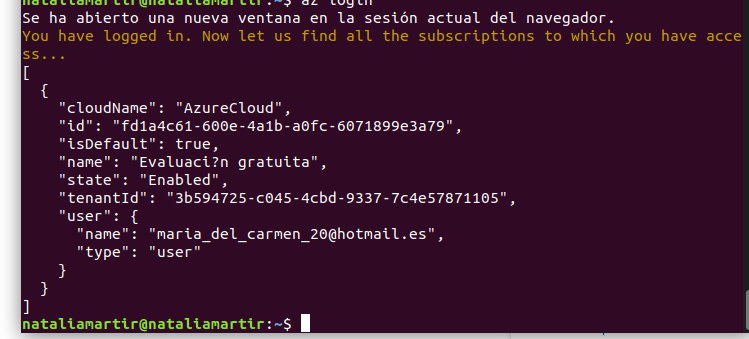 nataliamartir@nataliamartir:~$ az login
Se ha abierto una nueva ventana en la sesión actual del navegador.
You have logged in. Now let us find all the subscriptions to which you have acce
ss...
[
  {
    "cloudName": "AzureCloud",
    "id": "fd1a4c61-600e-4a1b-a0fc-6071899e3a79",
    "isDefault": true,
    "name": "Evaluaci?n gratuita",
    "state": "Enabled",
    "tenantId": "3b594725-c045-4cbd-9337-7c4e57871105",
    "user": {
      "name": "maria_del_carmen_20@hotmail.es",
      "type": "user"
    }
  }
]
nataliamartir@nataliamartir:~$